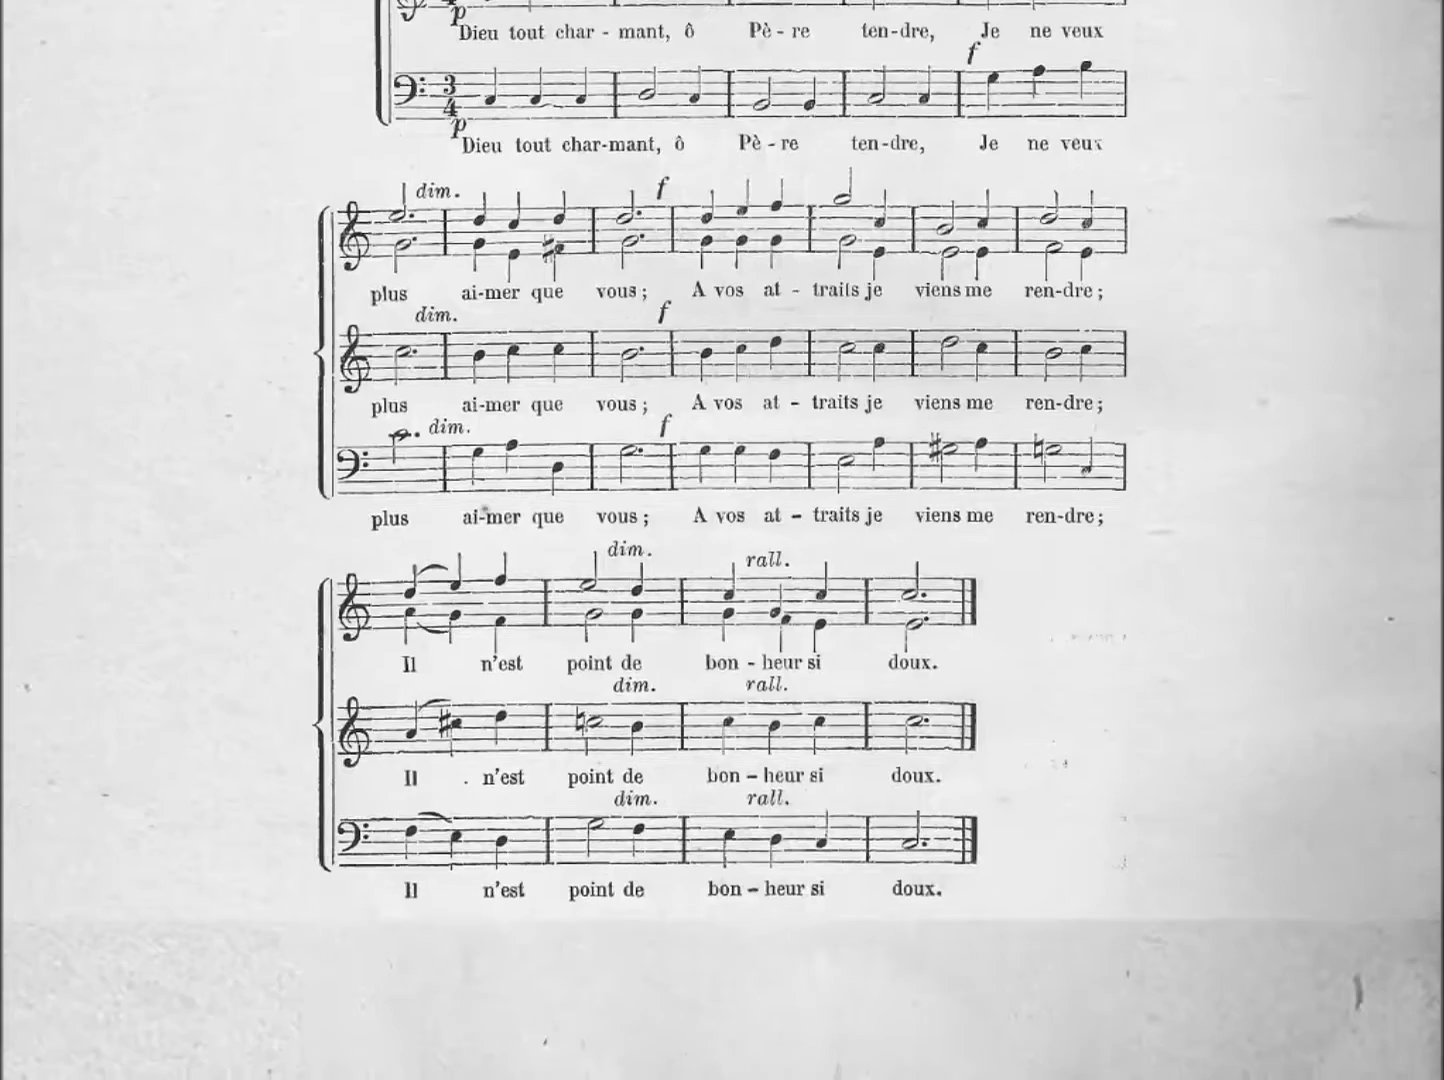 p
Dieu tout char - mant, ô Pè - re ten-dre, Je ne veux
f
3 4
p
Dieu tout char-mant, ô Pè - re ten-dre, Je ne veux
dim. f
plus ai-mer que vous ; A vos at - traits je viens me ren-dre ;
dim. f
plus ai-mer que vous ; A vos at - traits je viens me ren-dre ;
dim. f
plus ai-mer que vous ; A vos at - traits je viens me ren-dre ;
dim. rall.
Il n'est point de bon - heur si doux.
dim. rall.
Il n'est point de bon - heur si doux.
dim. rall.
Il n'est point de bon - heur si doux.